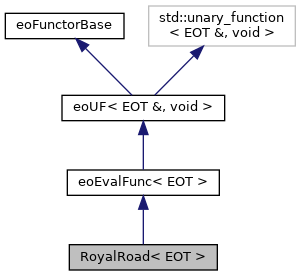 eoFunctorBase
std::unary_function
< EOT &, void >
eoUF< EOT &, void >
eoEvalFunc< EOT >
RoyalRoad< EOT >